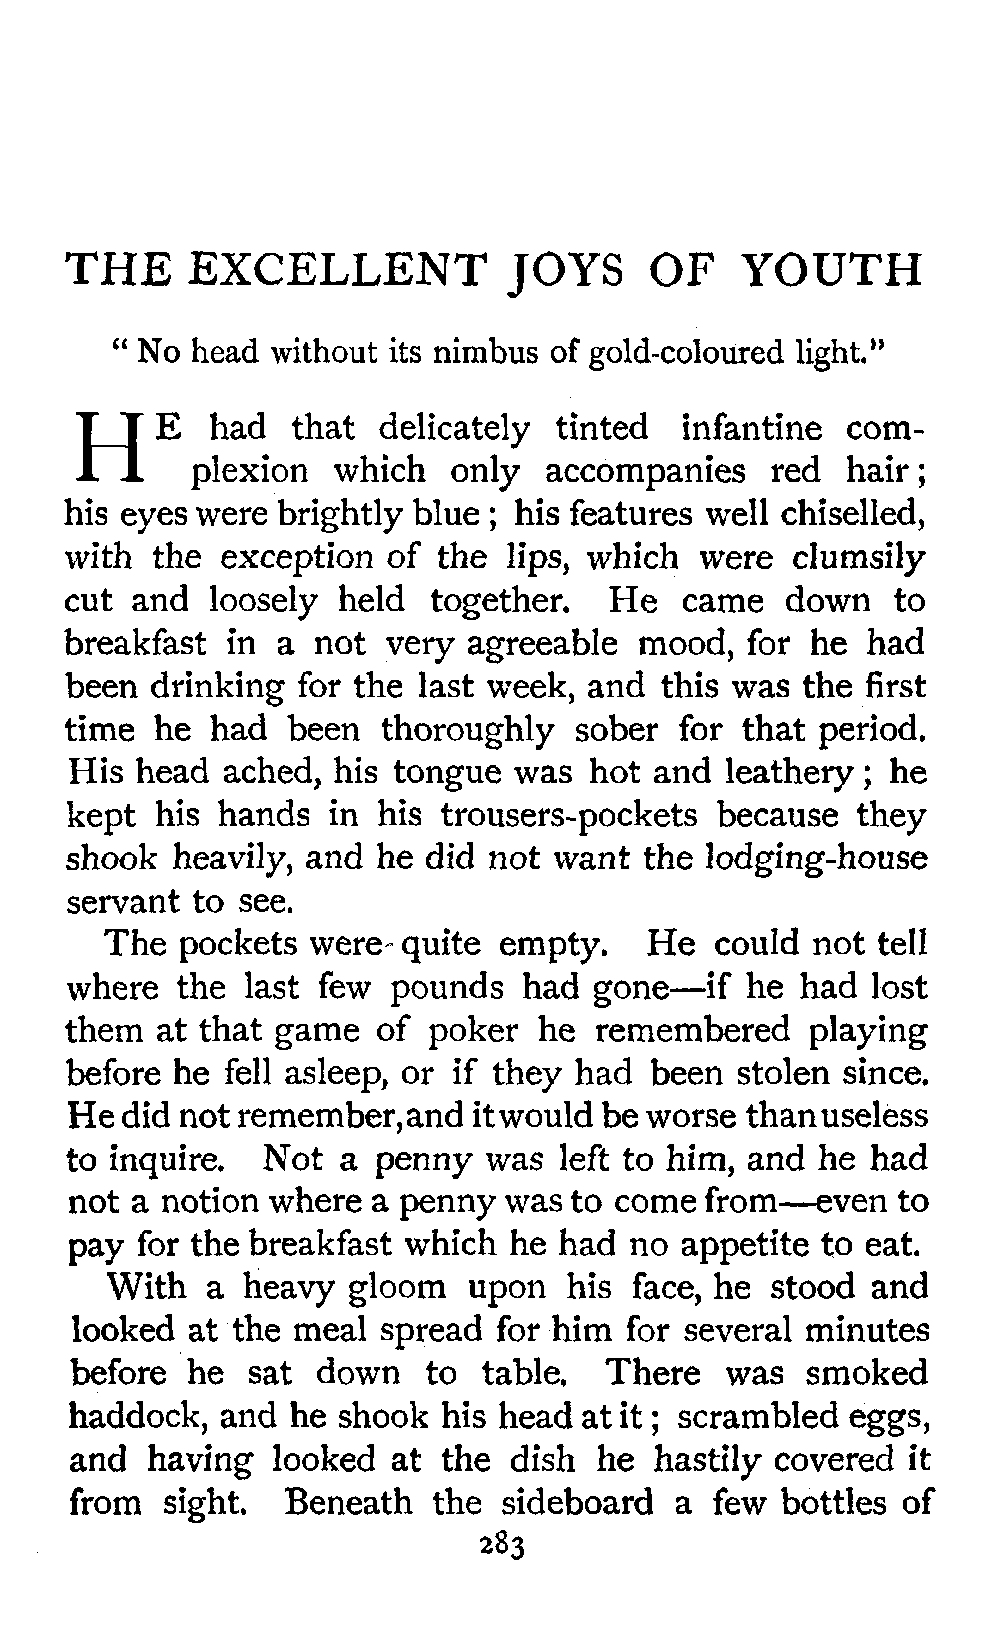 THE EXCELLENT JOYS OF YOUTH
“ No head without its nimbus of gold-coloured light.”
HE had that delicately tinted infantine com-
plexion which only accompanies red hair ;
his eyes were brightly blue ; his features well chiselled,
with the exception of the lips, which were clumsily
cut and loosely held together. He came down to
breakfast in a not very agreeable mood, for he had
been drinking for the last week, and this was the first
time he had been thoroughly sober for that period.
His head ached, his tongue was hot and leathery ; he
kept his hands in his trousers-pockets because they
shook heavily, and he did not want the lodging-house
servant to see.
The pockets were quite empty. He could not tell
where the last few pounds had gone—if he had lost
them at that game of poker he remembered playing
before he fell asleep, or if they had been stolen since.
He did not remember, and it would be worse than useless
to inquire. Not a penny was left to him, and he had
not a notion where a penny was to come from—even to
pay for the breakfast which he had no appetite to eat.
With a heavy gloom upon his face, he stood and
looked at the meal spread for him for several minutes
before he sat down to table. There was smoked
haddock, and he shook his head at it ; scrambled eggs,
and having looked at the dish he hastily covered it
from sight. Beneath the sideboard a few bottles of
283